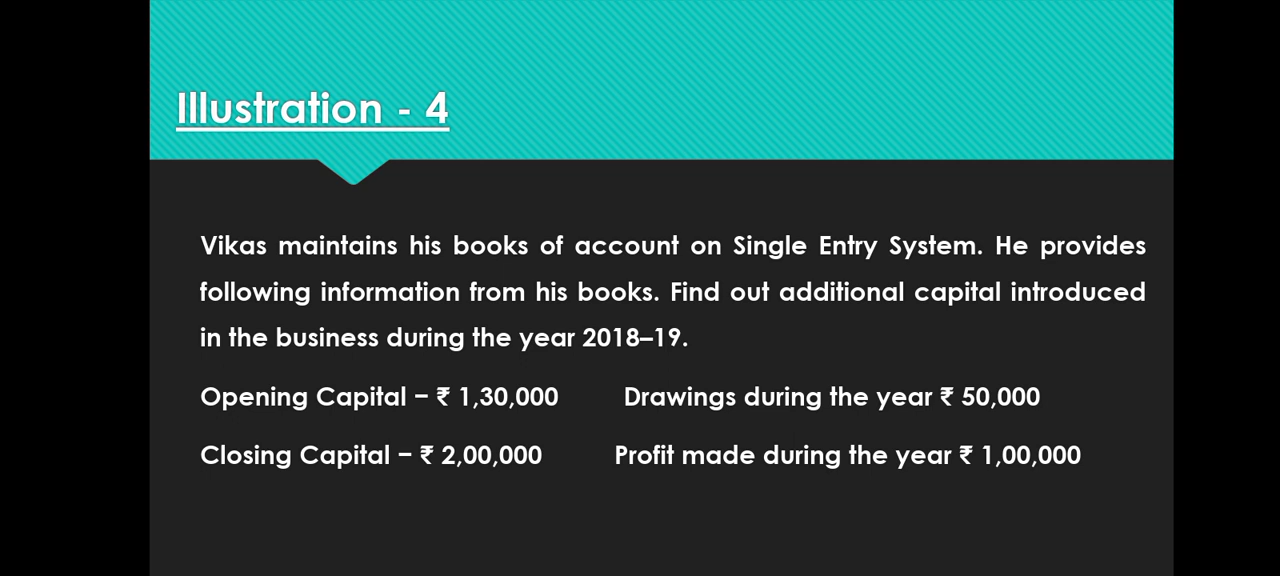 Illustration - 4
Vikas maintains his books of account on Single Entry System. He provides
following information from his books. Find out additional capital introduced
in the business during the year 2018–19.
Opening Capital – ₹ 1,30,000 Drawings during the year ₹ 50,000
Closing Capital – ₹ 2,00,000 Profit made during the year ₹ 1,00,000